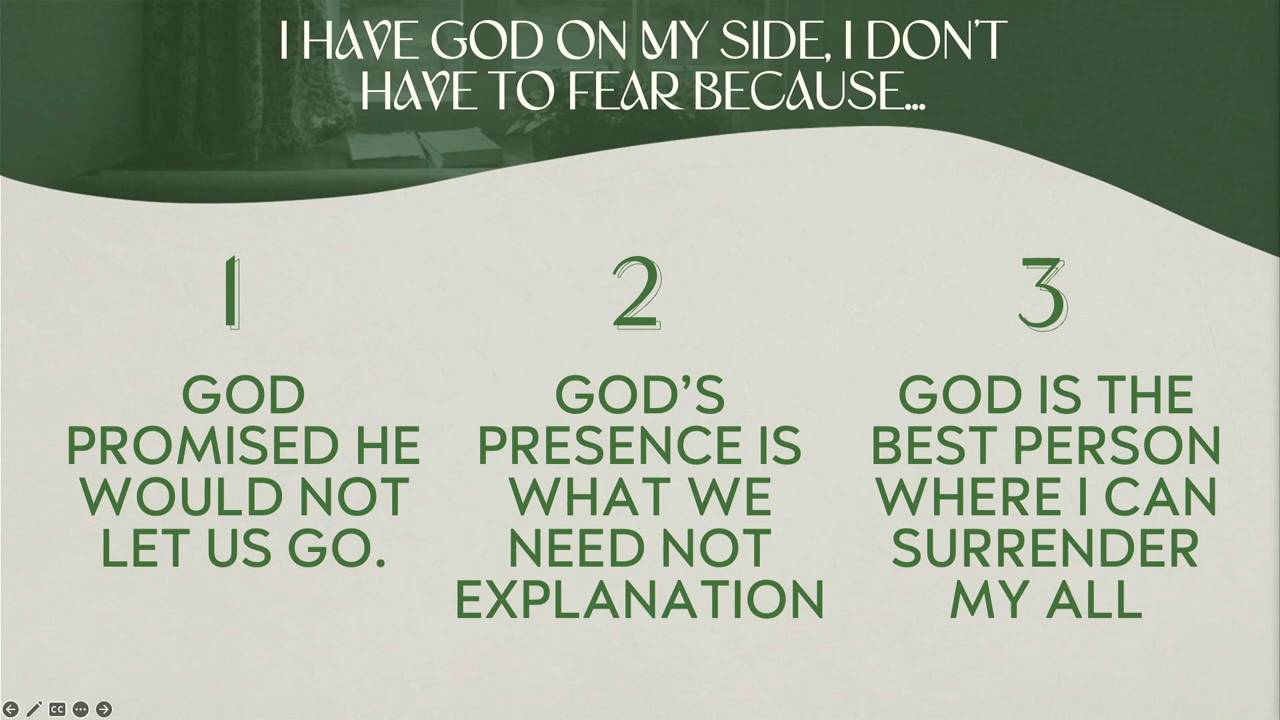 I HAVE GOD ON MY SIDE, I DON'T
HAVE TO FEAR BECAUSE...
1
GOD
PROMISED HE
WOULD NOT
LET US GO.
2
GOD'S
PRESENCE IS
WHAT WE
NEED NOT
EXPLANATION
3
GOD IS THE
BEST PERSON
WHERE I CAN
SURRENDER
MY ALL
CC